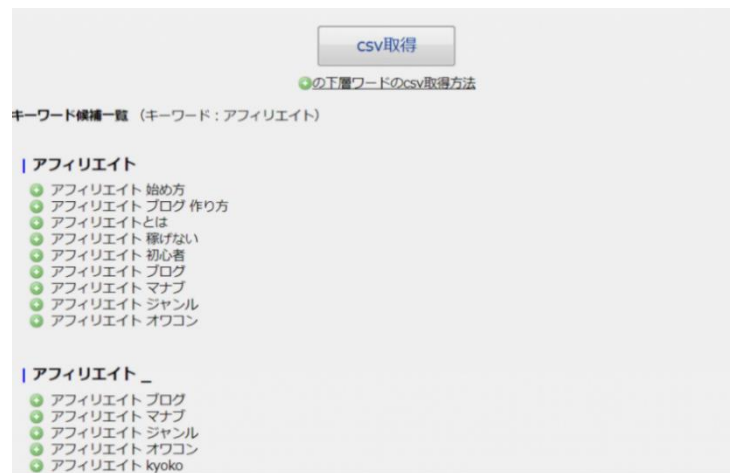 csv取得
の下層ワードのcsv取得方法
キーワード候補一覧 （キーワード：アフィリエイト）
アフィリエイト
アフィリエイト 始め方
アフィリエイト ブログ 作り方
アフィリエイトとは
アフィリエイト 稼げない
アフィリエイト 初心者
アフィリエイト ブログ
アフィリエイト マナブ
アフィリエイト ジャンル
アフィリエイト オワコン
アフィリエイト _
アフィリエイト ブログ
アフィリエイト マナブ
アフィリエイト ジャンル
アフィリエイト オワコン
アフィリエイト kyoko